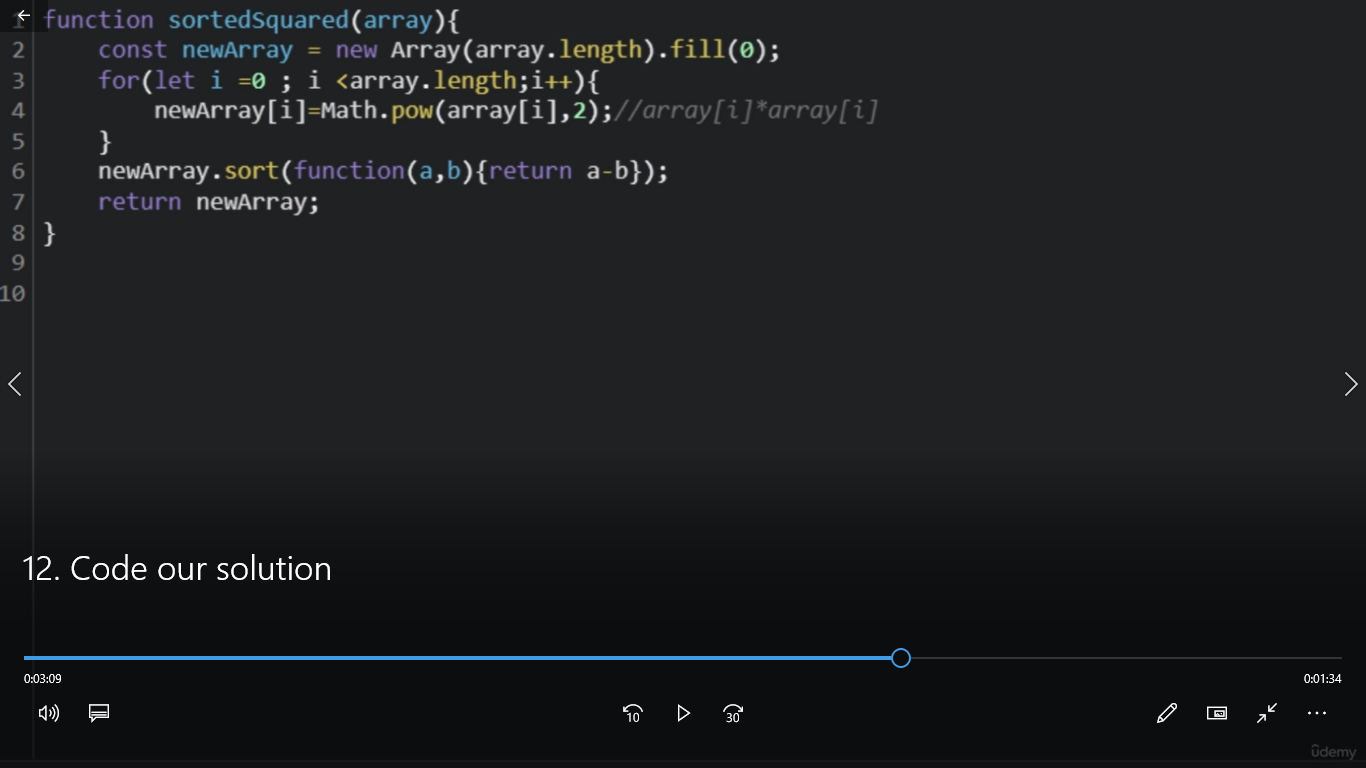 1 function sortedSquared(array){
2 const newArray = new Array(array.length).fill(0);
3 for(let i =0 ; i <array.length;i++){
4 newArray[i]=Math.pow(array[i],2);//array[i]*array[i]
5 }
6 newArray.sort(function(a,b){return a-b});
7 return newArray;
8 }
9
10
12. Code our solution
0:03:09 0:01:34
10 30
ûdemy